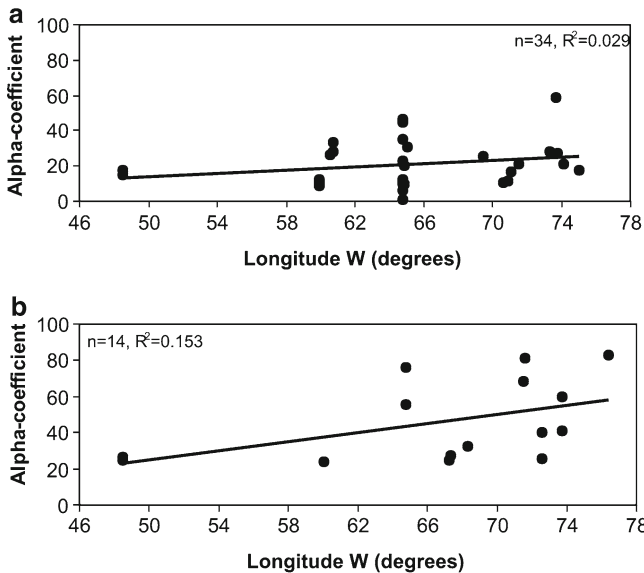 a
n=34, R²=0.029
Alpha-coefficient
100
80
60
40
20
0
46 50 54 58 62 66 70 74 78
Longitude W (degrees)
b
n=14, R²=0.153
Alpha-coefficient
100
80
60
40
20
0
46 50 54 58 62 66 70 74 78
Longitude W (degrees)